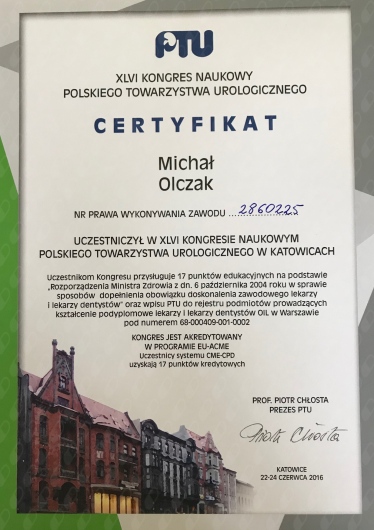 PTU
XLVI KONGRES NAUKOWY
POLSKIEGO TOWARZYSTWA UROLOGICZNEGO
CERTYFIKAT
Michał
Olczak
NR PRAWA WYKONYWANIA ZAWODU ...2860225
UCZESTNICZYŁ W XLVI KONGRESIE NAUKOWYM
POLSKIEGO TOWARZYSTWA UROLOGICZNEGO W KATOWICACH
Uczestnikom Kongresu przysługuje 17 punktów edukacyjnych na podstawie
„Rozporządzenia Ministra Zdrowia z dn. 6 października 2004 roku w sprawie
sposobów dopełnienia obowiązku doskonalenia zawodowego lekarzy
i lekarzy dentystów" oraz wpisu PTU do rejestru podmiotów prowadzących
kształcenie podyplomowe lekarzy i lekarzy dentystów OIL w Warszawie
pod numerem 68-000409-001-0002
KONGRES JEST AKREDYTOWANY
W PROGRAMIE EU-ACME
Uczestnicy systemu CME-CPD
uzyskają 17 punktów kredytowych
PROF. PIOTR CHŁOSTA
PREZES PTU
Piotr Chłosta
KATOWICE
22-24 CZERWCA 2016